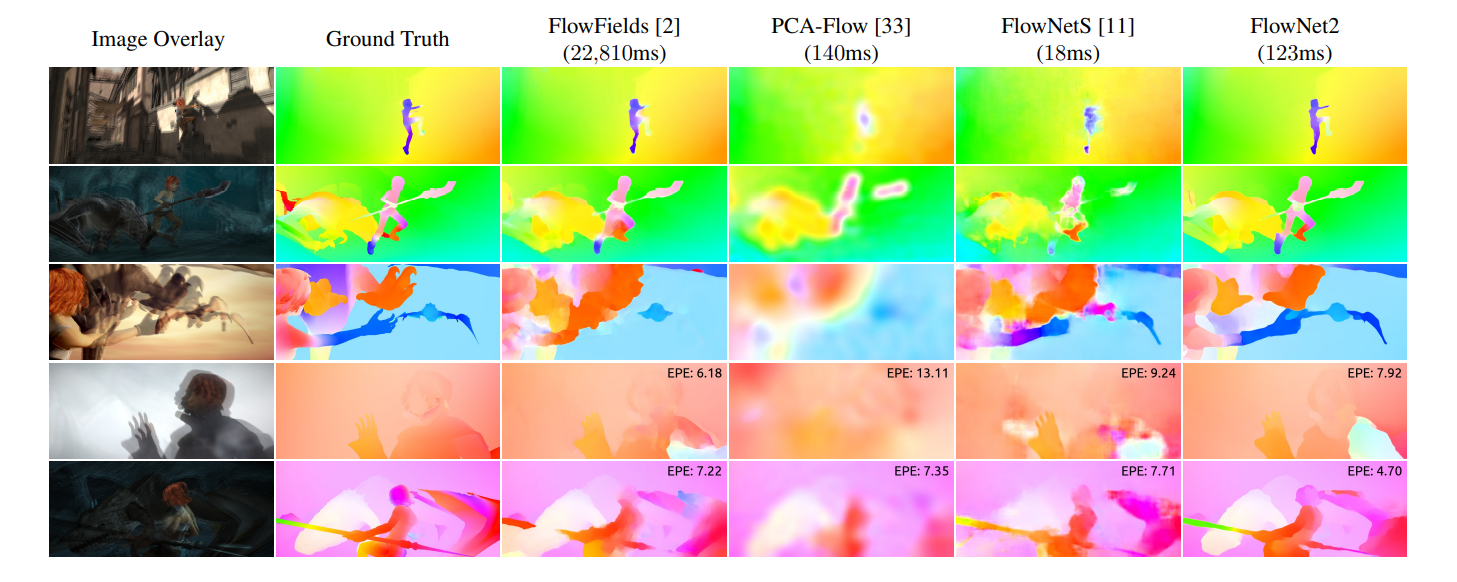 Image Overlay
Ground Truth
FlowFields [2]
(22,810ms)
PCA-Flow [33]
(140ms)
FlowNetS [11]
(18ms)
FlowNet2
(123ms)
EPE: 6.18
EPE: 13.11
EPE: 9.24
EPE: 7.92
EPE: 7.22
EPE: 7.35
EPE: 7.71
EPE: 4.70